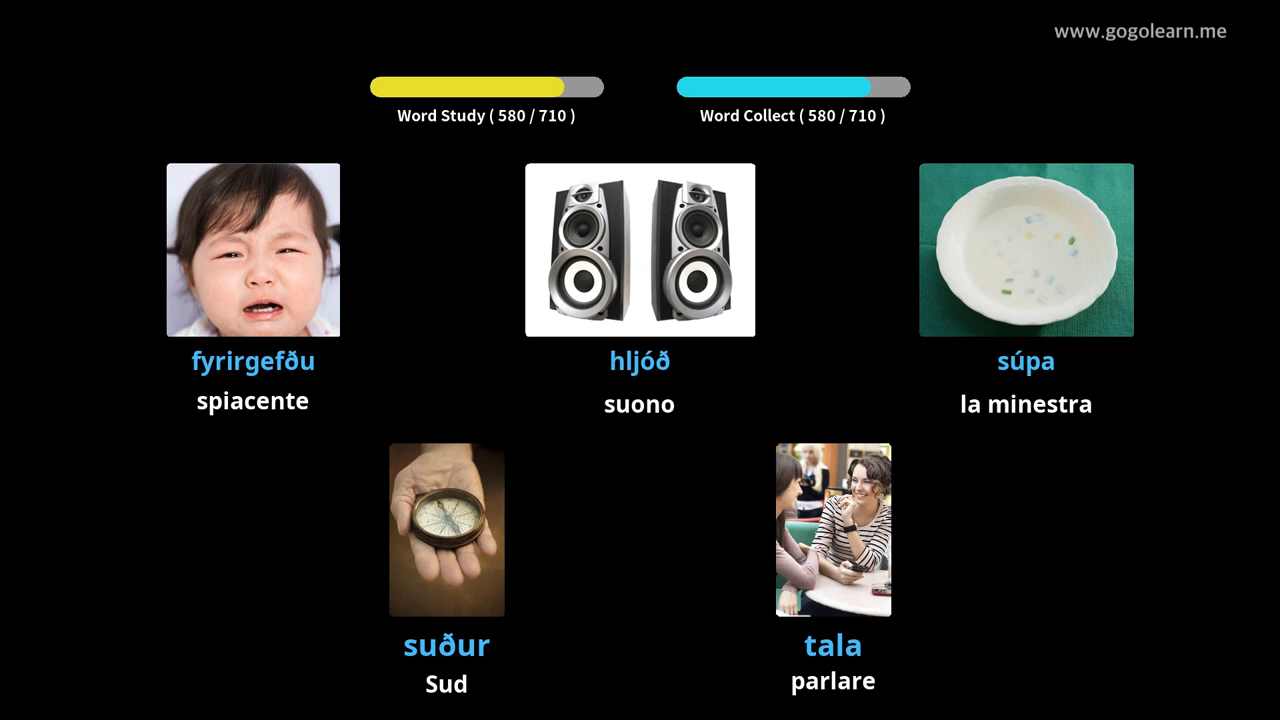 www.gogolearn.me
Word Study ( 580 / 710 )
Word Collect ( 580 / 710 )
fyrirgefðu
hljóð
súpa
spiacente
suono
la minestra
suður
tala
Sud
parlare